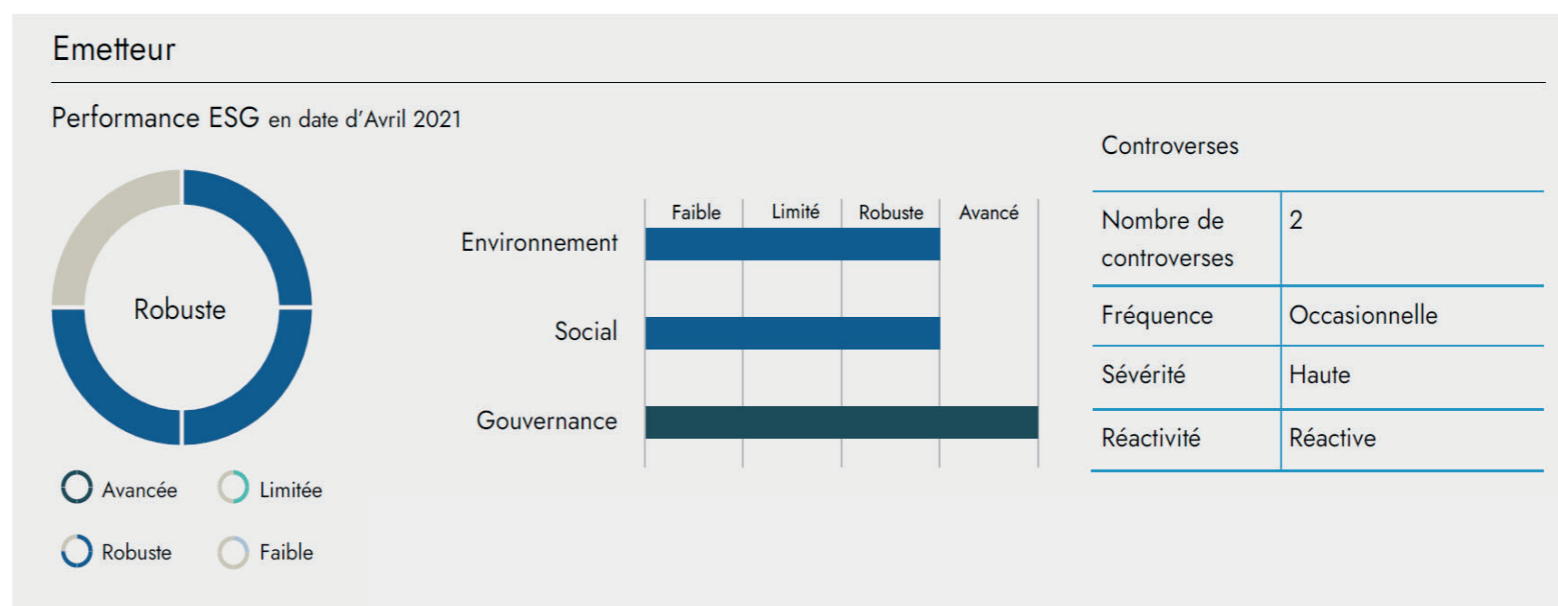 Emetteur
Performance ESG en date d'Avril 2021
Robuste
Avancée
Limitée
Robuste
Faible
Faible
Limité
Robuste
Avancé
Environnement
Social
Gouvernance
Controverses
Nombre de
controverses
2
Fréquence
Occasionnelle
Sévérité
Haute
Réactivité
Réactive